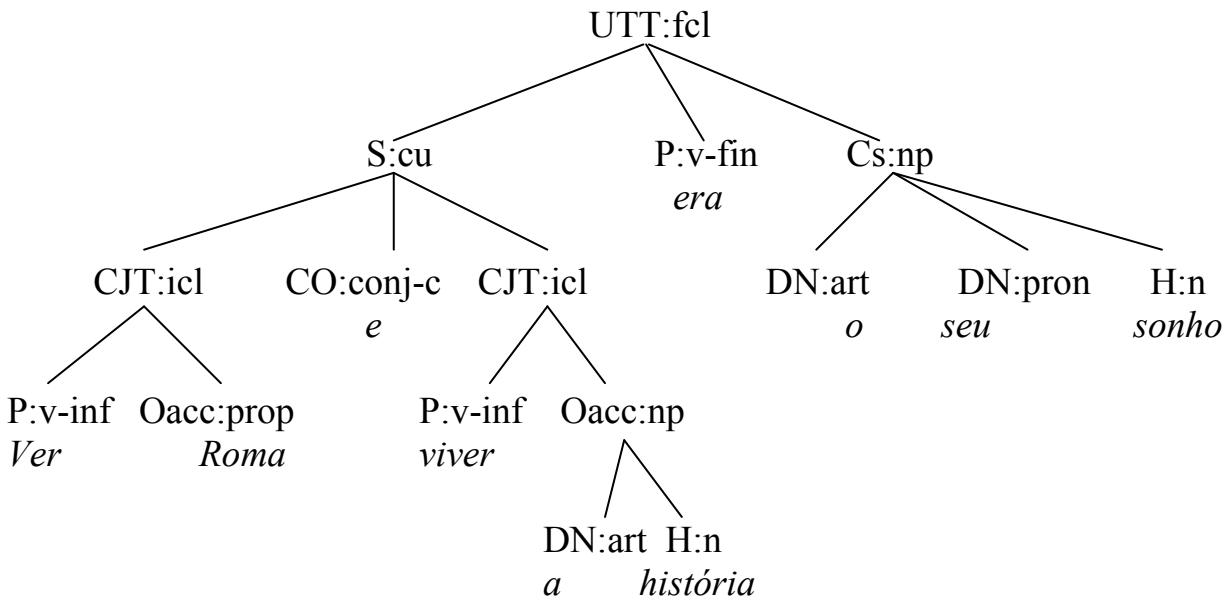 UTT:fcl
S:cu P:v-fin Cs:np
era
CJT:icl CO:conj-c CJT:icl DN:art DN:pron H:n
e o seu sonho
P:v-inf Oacc:prop P:v-inf Oacc:np
Ver Roma viver
DN:art H:n
a história